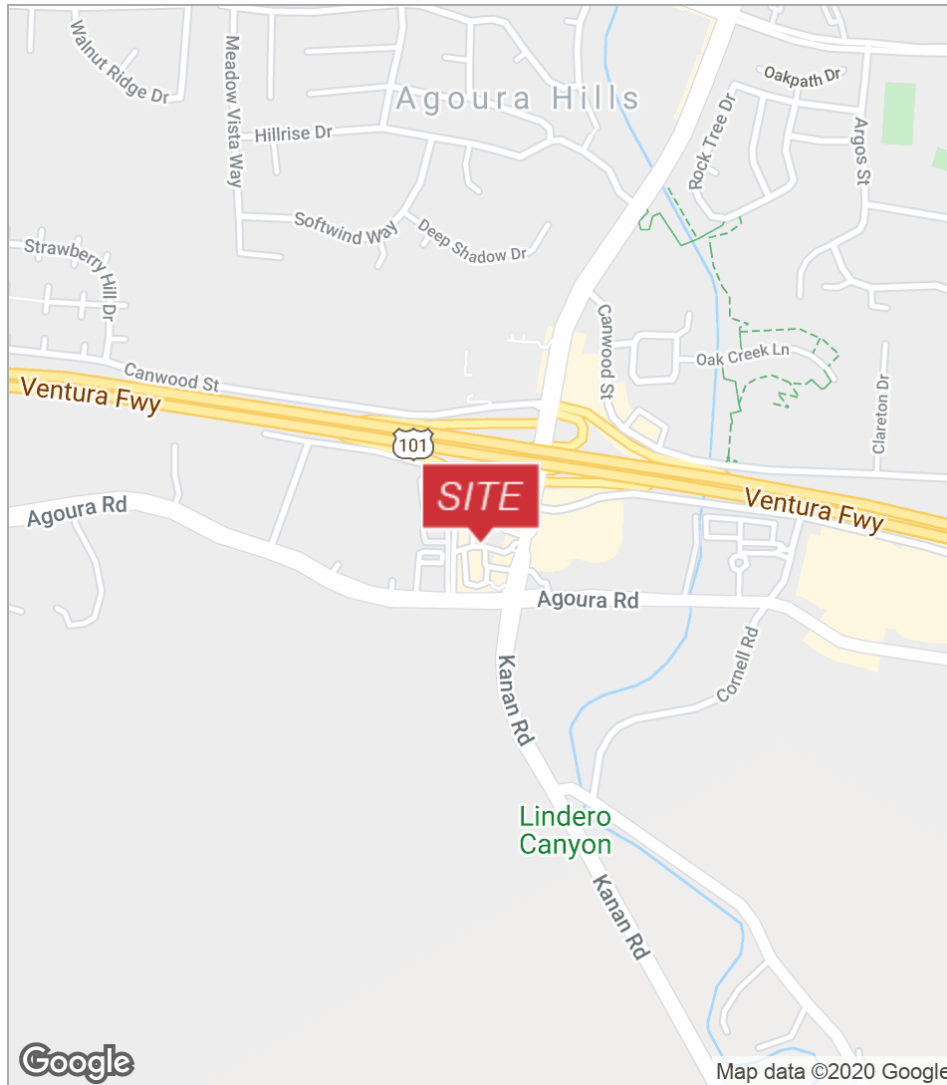 Walnut Ridge Dr
Meadow Vista Way
Agoura Hills
Oakpath Dr
Rock Tree Dr
Argos St
Hillrise Dr
Softwind Way
Deep Shadow Dr
Strawberry Hill Dr
Canwood St
Canwood St
Oak Creek Ln
Clareton Dr
Ventura Fwy
101
SITE
Ventura Fwy
Agoura Rd
Agoura Rd
Cornell Rd
Kanan Rd
Lindero
Canyon
Kanan Rd
Google
Map data ©2020 Google